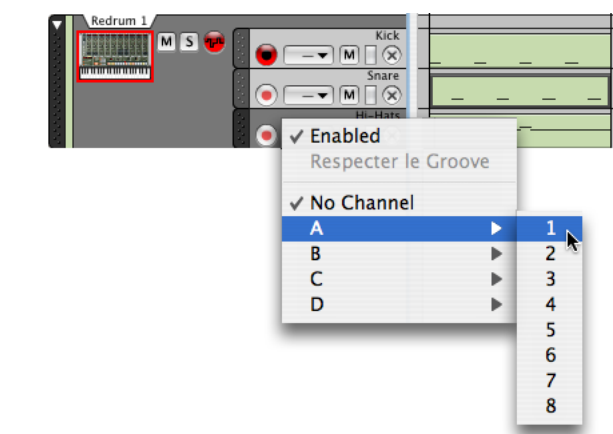 Redrum 1
M S
Kick
M
Snare
M
Hi-Hats
Enabled
Respecter le Groove
No Channel
A
B
C
D
1
2
3
4
5
6
7
8